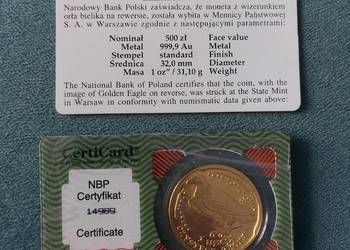 Narodowy Bank Polski zaświadcza, że moneta z wizerunkiem
orła bielika na rewersie, została wybita w Mennicy Państwowej
S. A. w Warszawie zgodnie z następującymi parametrami:
Nominał 500 zł Face value
Metal 999,9 Au Metal
Stempel standard Finish
Średnica 32,0 mm Diameter
Masa 1 oz / 31,10 g Weight
The National Bank of Poland certifies that the coin, with the
image of Golden Eagle on reverse, was struck at the State Mint
in Warsaw in conformity with numismatic data given above.
CertiCard
NBP
Certyfikat
14989
Certificate